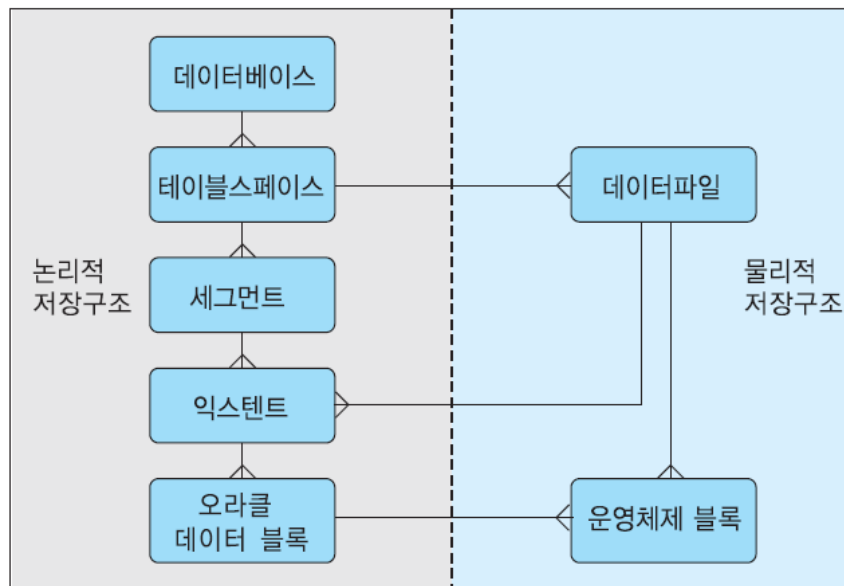 데이터베이스
테이블스페이스
데이터파일
논리적
저장구조
세그먼트
물리적
저장구조
익스텐트
오라클
데이터 블록
운영체제 블록